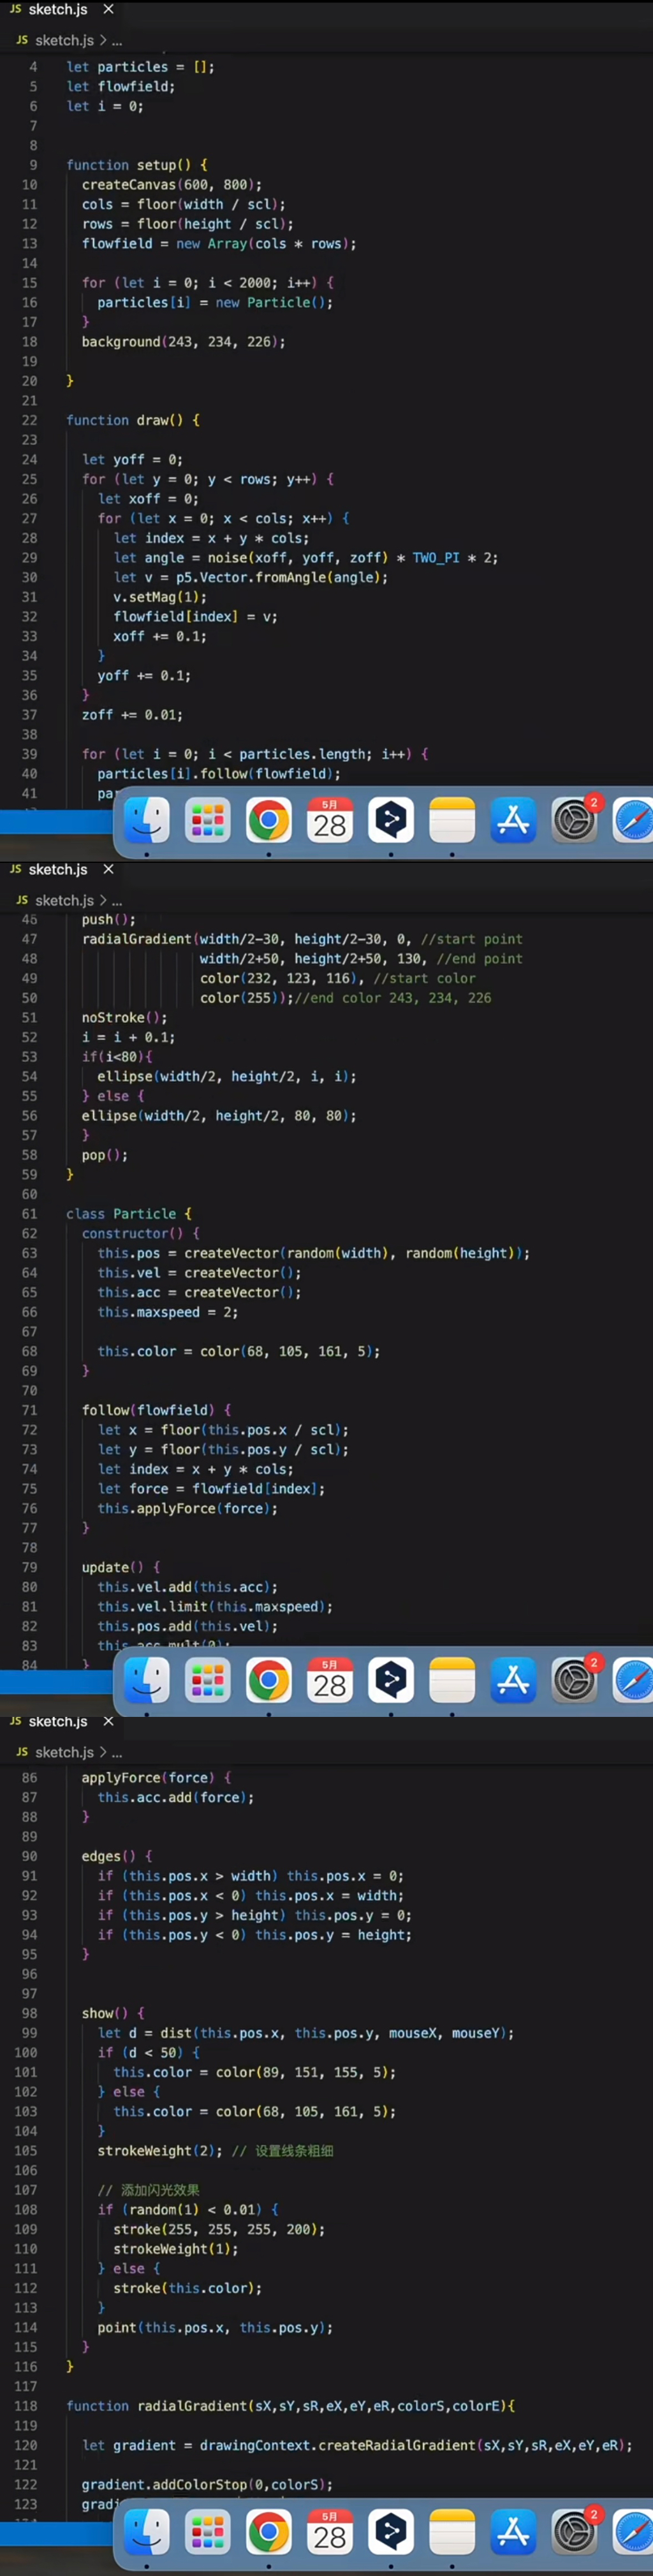 JS sketch.js ×
JS sketch.js > ...
4 let particles = [];
5 let flowfield;
6 let i = 0;
7
8
9 function setup() {
10 createCanvas(600, 800);
11 cols = floor(width / scl);
12 rows = floor(height / scl);
13 flowfield = new Array(cols * rows);
14
15 for (let i = 0; i < 2000; i++) {
16 particles[i] = new Particle();
17 }
18 background(243, 234, 226);
19
20 }
21
22 function draw() {
23
24 let yoff = 0;
25 for (let y = 0; y < rows; y++) {
26 let xoff = 0;
27 for (let x = 0; x < cols; x++) {
28 let index = x + y * cols;
29 let angle = noise(xoff, yoff, zoff) * TWO_PI * 2;
30 let v = p5.Vector.fromAngle(angle);
31 v.setMag(1);
32 flowfield[index] = v;
33 xoff += 0.1;
34 }
35 yoff += 0.1;
36 }
37 zoff += 0.01;
38
39 for (let i = 0; i < particles.length; i++) {
40 particles[i].follow(flowfield);
41 par
5月
28
2
JS sketch.js ×
JS sketch.js > ...
46 push();
47 radialGradient(width/2-30, height/2-30, 0, //start point
48 width/2+50, height/2+50, 130, //end point
49 color(232, 123, 116), //start color
50 color(255));//end color 243, 234, 226
51 noStroke();
52 i = i + 0.1;
53 if(i<80){
54 ellipse(width/2, height/2, i, i);
55 } else {
56 ellipse(width/2, height/2, 80, 80);
57 }
58 pop();
59 }
60
61 class Particle {
62 constructor() {
63 this.pos = createVector(random(width), random(height));
64 this.vel = createVector();
65 this.acc = createVector();
66 this.maxspeed = 2;
67
68 this.color = color(68, 105, 161, 5);
69 }
70
71 follow(flowfield) {
72 let x = floor(this.pos.x / scl);
73 let y = floor(this.pos.y / scl);
74 let index = x + y * cols;
75 let force = flowfield[index];
76 this.applyForce(force);
77 }
78
79 update() {
80 this.vel.add(this.acc);
81 this.vel.limit(this.maxspeed);
82 this.pos.add(this.vel);
83 this.acc.mult(0);
84 }
5月
28
2
JS sketch.js ×
JS sketch.js > ...
86 applyForce(force) {
87 this.acc.add(force);
88 }
89
90 edges() {
91 if (this.pos.x > width) this.pos.x = 0;
92 if (this.pos.x < 0) this.pos.x = width;
93 if (this.pos.y > height) this.pos.y = 0;
94 if (this.pos.y < 0) this.pos.y = height;
95 }
96
97
98 show() {
99 let d = dist(this.pos.x, this.pos.y, mouseX, mouseY);
100 if (d < 50) {
101 this.color = color(89, 151, 155, 5);
102 } else {
103 this.color = color(68, 105, 161, 5);
104 }
105 strokeWeight(2); // 设置线条粗细
106
107 // 添加闪光效果
108 if (random(1) < 0.01) {
109 stroke(255, 255, 255, 200);
110 strokeWeight(1);
111 } else {
112 stroke(this.color);
113 }
114 point(this.pos.x, this.pos.y);
115 }
116 }
117
118 function radialGradient(sX,sY,sR,eX,eY,eR,colorS,colorE){
119
120 let gradient = drawingContext.createRadialGradient(sX,sY,sR,eX,eY,eR);
121
122 gradient.addColorStop(0,colorS);
123 gradi
5月
28
2